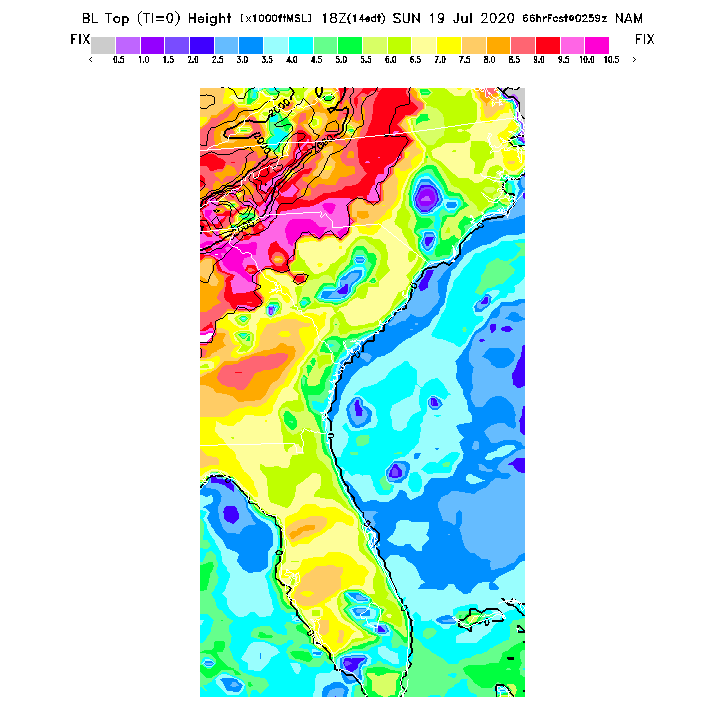 BL Top (TI=0) Height [x1000ftMSL] 18Z(14edt) SUN 19 Jul 2020 66hrFcst@0259z NAM
FIX FIX
< 0.5 1.0 1.5 2.0 2.5 3.0 3.5 4.0 4.5 5.0 5.5 6.0 6.5 7.0 7.5 8.0 8.5 9.0 9.5 10.0 10.5 >
2000
2000